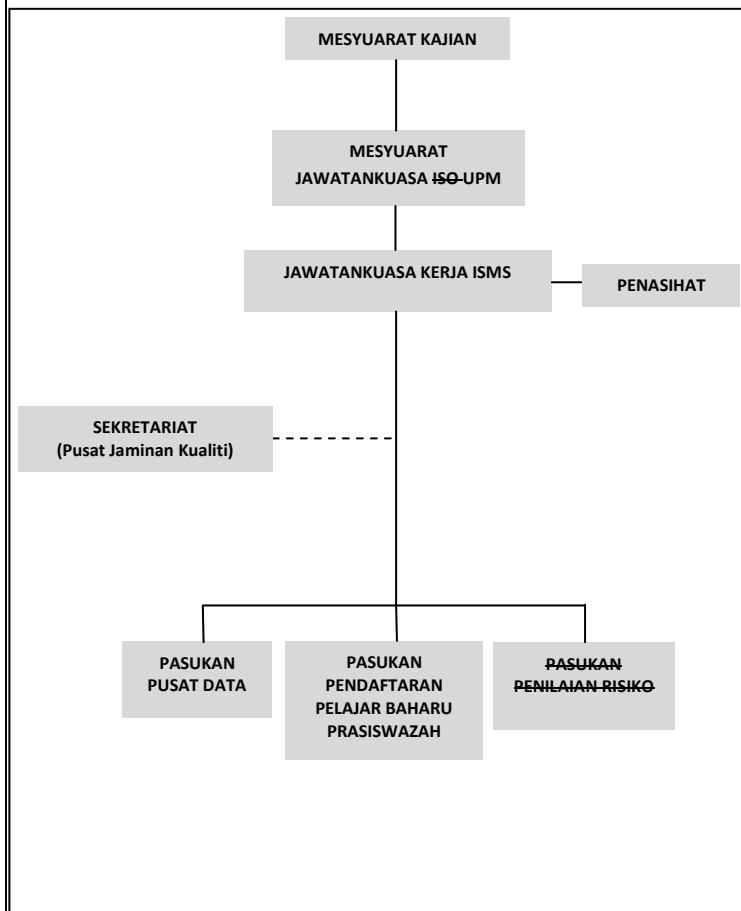 MESYUARAT KAJIAN
MESYUARAT
JAWATANKUASA ISO UPM
JAWATANKUASA KERJA ISMS
PENASIHAT
SEKRETARIAT
(Pusat Jaminan Kualiti)
PASUKAN
PUSAT DATA
PASUKAN
PENDAFTARAN
PELAJAR BAHARU
PRASISWAZAH
PASUKAN
PENILAIAN RISIKO